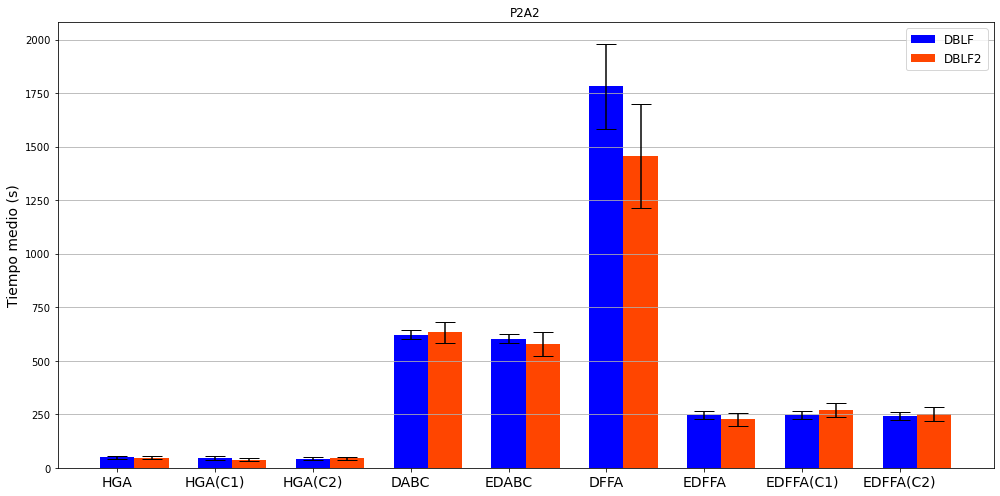 P2A2
DBLF
DBLF2
Tiempo medio (s)
2000
1750
1500
1250
1000
750
500
250
0
HGA HGA(C1) HGA(C2) DABC EDABC DFFA EDFFA EDFFA(C1) EDFFA(C2)